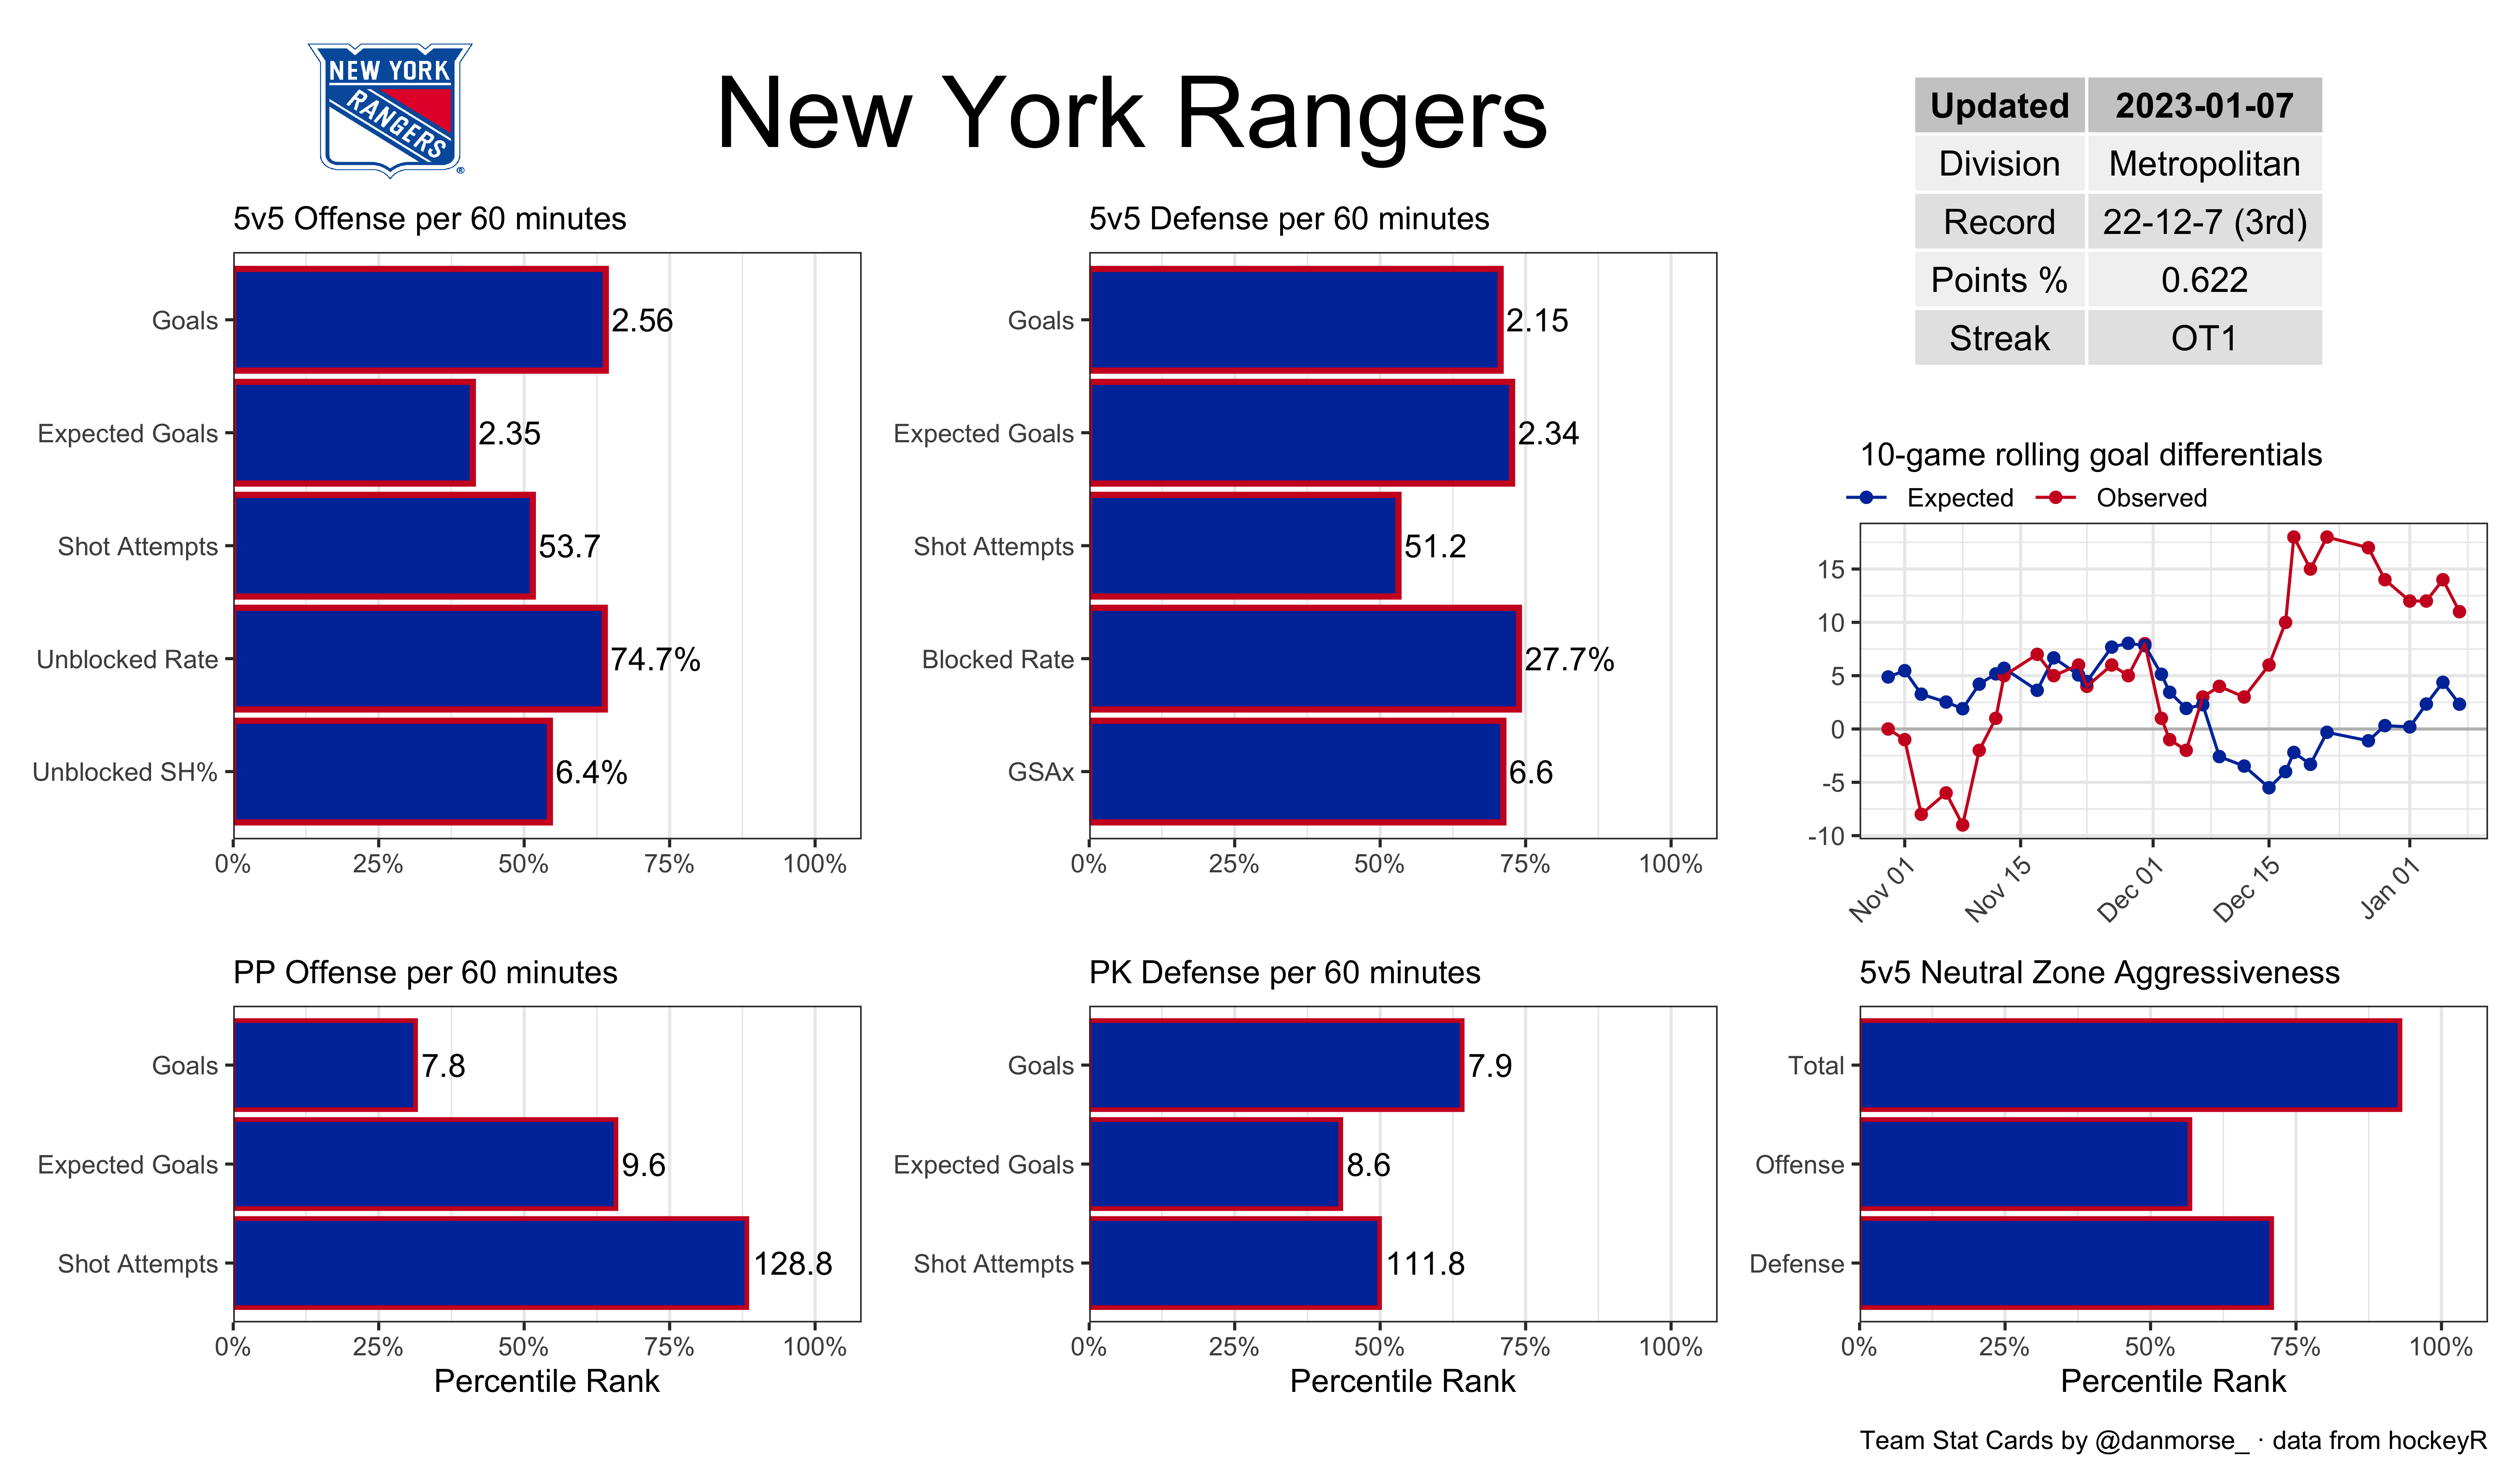 NEW YORK
RANGERS
®
New York Rangers
Updated 2023-01-07
Division Metropolitan
Record 22-12-7 (3rd)
Points % 0.622
Streak OT1
5v5 Offense per 60 minutes
Goals 2.56
Expected Goals 2.35
Shot Attempts 53.7
Unblocked Rate 74.7%
Unblocked SH% 6.4%
0% 25% 50% 75% 100%
5v5 Defense per 60 minutes
Goals 2.15
Expected Goals 2.34
Shot Attempts 51.2
Blocked Rate 27.7%
GSAx 6.6
0% 25% 50% 75% 100%
10-game rolling goal differentials
Expected Observed
15
10
5
0
-5
-10
Nov 01 Nov 15 Dec 01 Dec 15 Jan 01
PP Offense per 60 minutes
Goals 7.8
Expected Goals 9.6
Shot Attempts 128.8
0% 25% 50% 75% 100%
Percentile Rank
PK Defense per 60 minutes
Goals 7.9
Expected Goals 8.6
Shot Attempts 111.8
0% 25% 50% 75% 100%
Percentile Rank
5v5 Neutral Zone Aggressiveness
Total
Offense
Defense
0% 25% 50% 75% 100%
Percentile Rank
Team Stat Cards by @danmorse_ · data from hockeyR